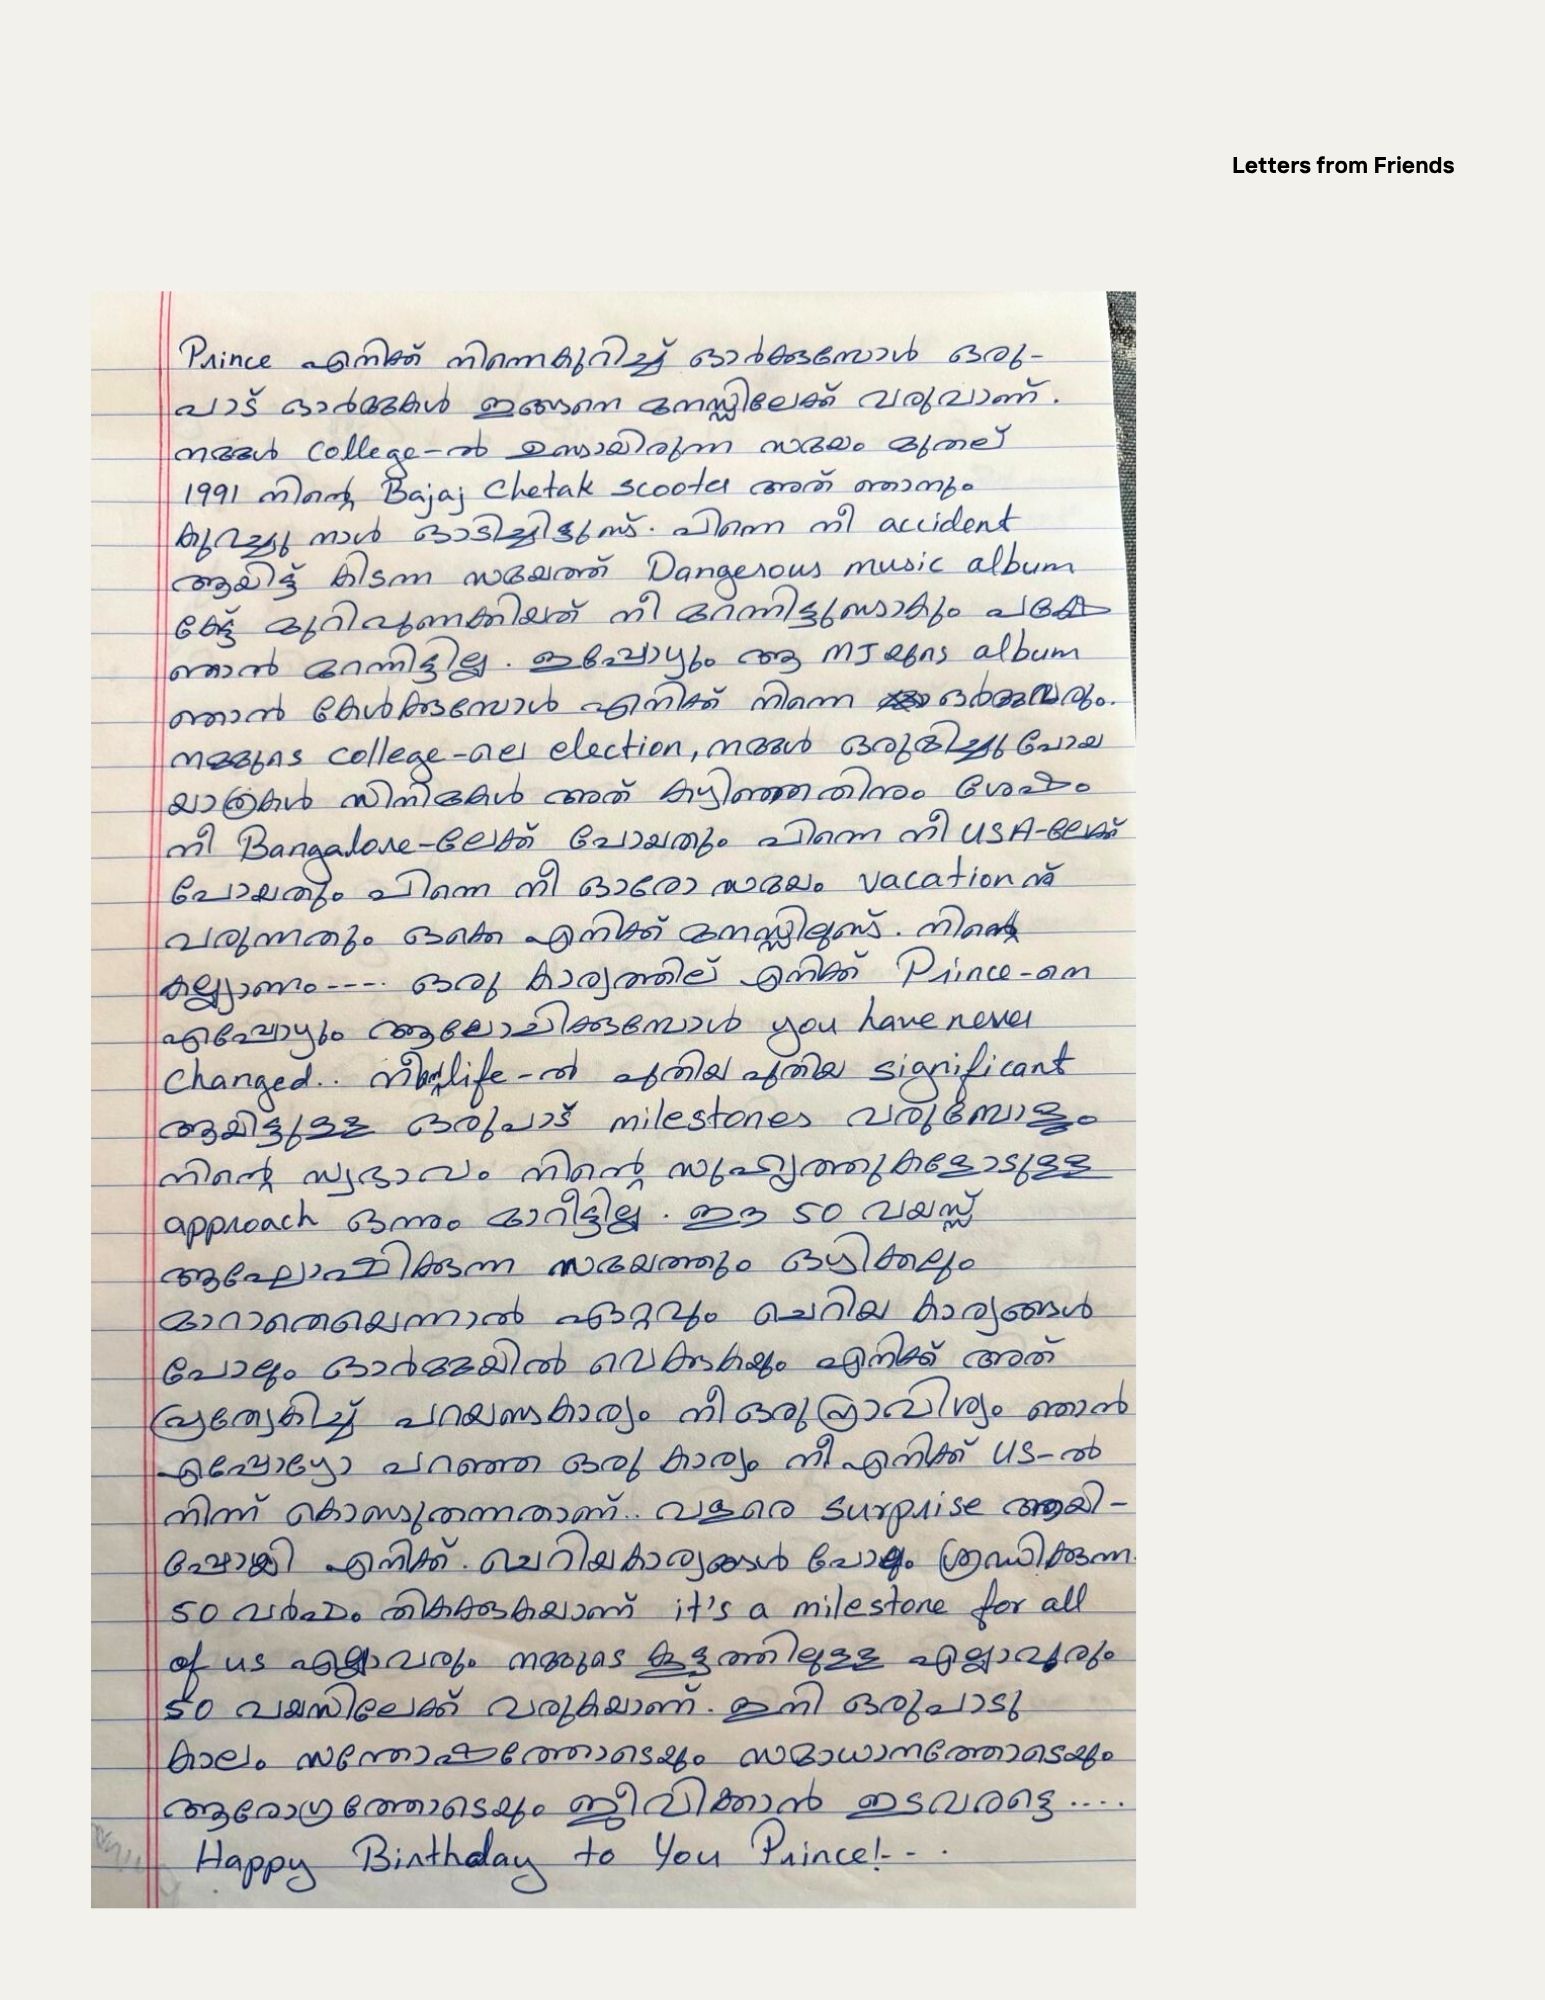 Letters from Friends
Prince എനിക്ക് നിന്നെകുറിച്ച് ഓർക്കുമ്പോൾ ഒരു-
പാട് ഓർമ്മകൾ ഇങ്ങനെ മനസ്സിലേക്ക് വരുവാണ്.
നമ്മൾ College-ൽ ഉണ്ടായിരുന്ന സമയം മുതല്
1991 നിന്റെ Bajaj Chetak scooter അത് ഞാനും
കുറച്ചു നാൾ ഓടിച്ചിട്ടുണ്ട്. പിന്നെ നീ accident
ആയിട്ട് കിടന്ന സമയത്ത് Dangerous music album
കേട്ട് മുറിവുണക്കിയത് നീ മറന്നിട്ടുണ്ടാകും പക്ഷേ
ഞാൻ മറന്നിട്ടില്ല. ഇപ്പോഴും ആ MJ യുടെ album
ഞാൻ കേൾക്കുമ്പോൾ എനിക്ക് നിന്നെ ഓർമ്മവരും.
നമ്മുടെ college-ലെ election, നമ്മൾ ഒരുമിച്ചു പോയ
യാത്രകൾ സിനിമകൾ അത് കഴിഞ്ഞതിനും ശേഷം
നീ Bangalore-ലേക്ക് പോയതും പിന്നെ നീ USA-ലേക്ക്
പോയതും പിന്നെ നീ ഓരോ സമയം vacation ന്
വരുന്നതും ഒക്കെ എനിക്ക് മനസ്സിലുണ്ട്. നിന്റെ
കല്ല്യാണം---. ഒരു കാര്യത്തില് എനിക്ക് Prince-നെ
എപ്പോഴും ആലോചിക്കുമ്പോൾ you have never
Changed.. നിന്റെ life-ൽ പുതിയ പുതിയ significant
ആയിട്ടുള്ള ഒരുപാട് milestones വരുമ്പോളും
നിന്റെ സ്വഭാവം നിന്റെ സുഹൃത്തുകളോടുള്ള
approach ഒന്നും മാറീട്ടില്ല. ഈ 50 വയസ്സ്
ആഘോഷിക്കുന്ന സമയത്തും ഒഴിക്കലും
മാറാതെയെന്നാൽ ഏറ്റവും ചെറിയ കാര്യങ്ങൾ
പോലും ഓർമ്മയിൽ വെക്കുകയും എനിക്ക് അത്
പ്രത്യേകിച്ച് പറയണ്ടകാര്യം നീ ഒരു പ്രാവിശ്യം ഞാൻ
എപ്പോഴോ പറഞ്ഞ ഒരു കാര്യം നീ എനിക്ക് US-ൽ
നിന്ന് കൊണ്ടുതന്നതാണ്.. വളരെ surprise ആയി-
പ്പോയി എനിക്ക്. ചെറിയകാര്യങ്ങൾ പോലും ശ്രദ്ധിക്കുന്ന.
50 വർഷം തികക്കുകയാണ് it's a milestone for all
of us എല്ലാവരും നമ്മുടെ കൂട്ടത്തിലുള്ള എല്ലാവരും
50 വയസിലേക്ക് വരുകയാണ്. ഇനി ഒരുപാടു
കാലം സന്തോഷത്തോടെയും സമാധാനത്തോടെയും
ആരോഗ്യത്തോടെയും ജീവിക്കാൻ ഇടവരട്ടെ....
Happy Birthday to You Prince!--.